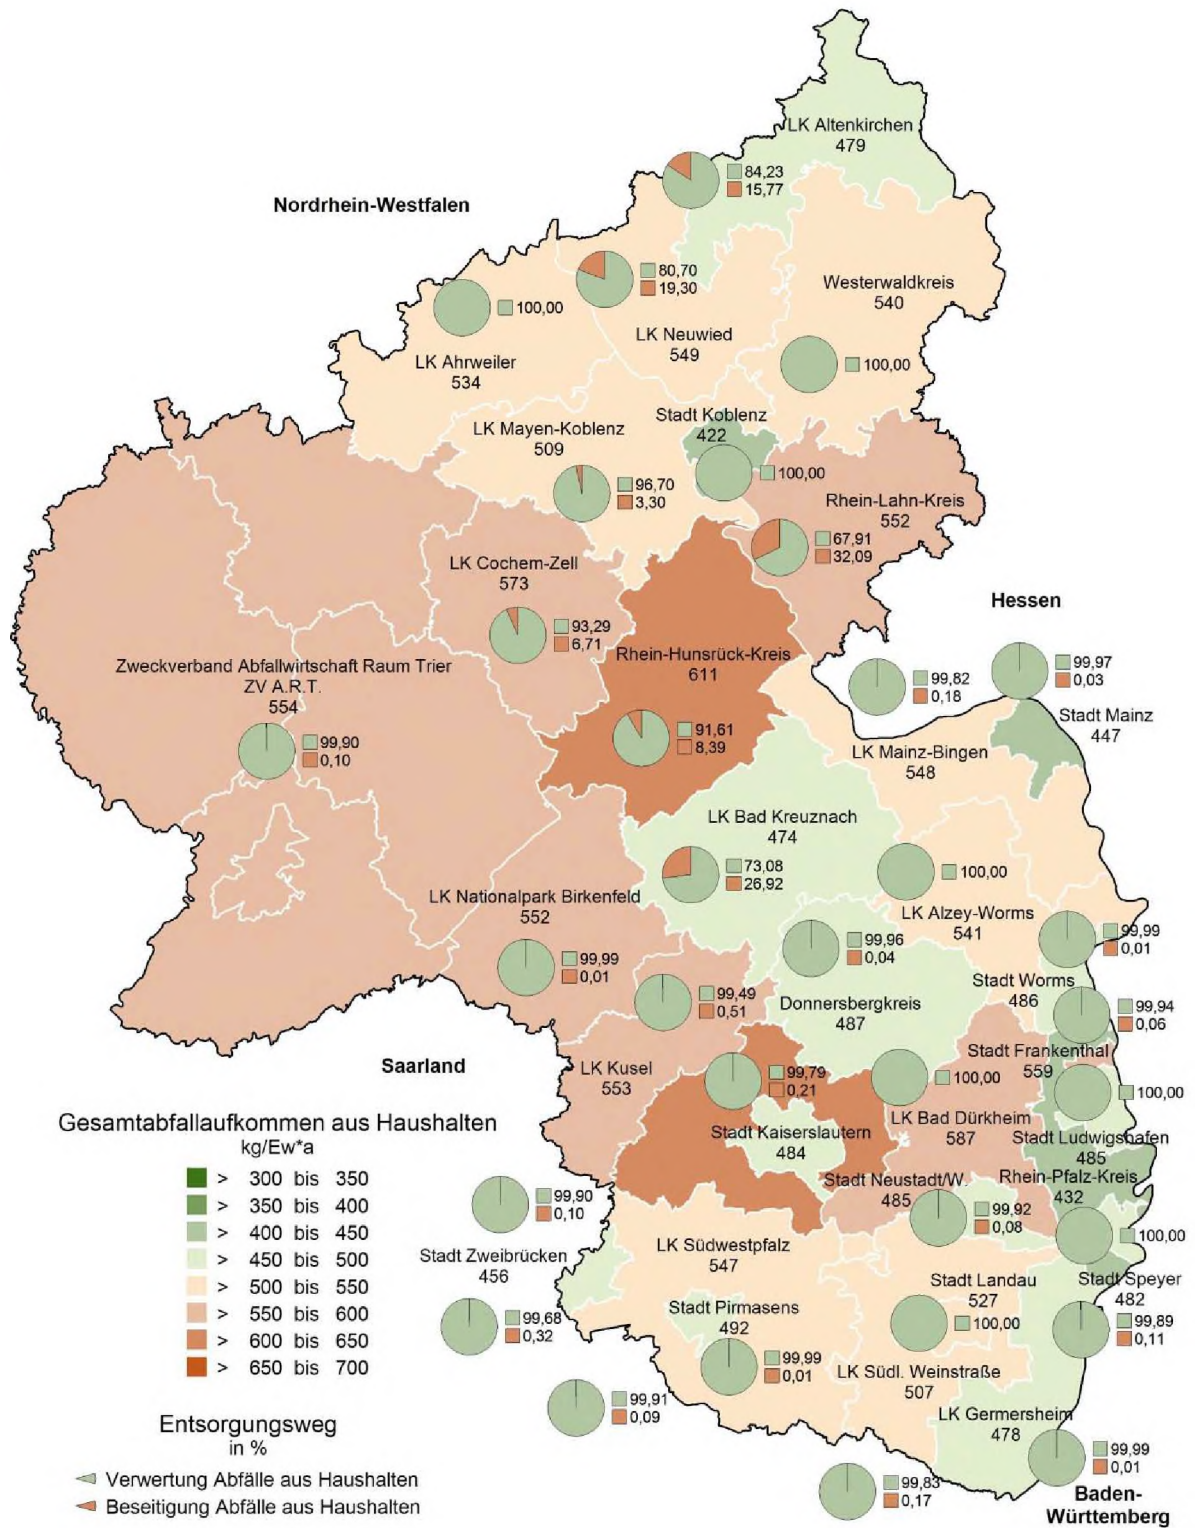 LK Altenkirchen
479
84,23
15,77
Nordrhein-Westfalen
80,70
19,30
Westerwaldkreis
540
100,00
LK Neuwied
549
LK Ahrweiler
534
100,00
Stadt Koblenz
422
LK Mayen-Koblenz
509
100,00
96,70
3,30
Rhein-Lahn-Kreis
552
67,91
32,09
LK Cochem-Zell
573
Hessen
93,29
6,71
Rhein-Hunsrück-Kreis
611
Zweckverband Abfallwirtschaft Raum Trier
ZV A.R.T.
554
99,82
0,18
99,97
0,03
Stadt Mainz
447
99,90
0,10
91,61
8,39
LK Mainz-Bingen
548
LK Bad Kreuznach
474
73,08
26,92
100,00
LK Nationalpark Birkenfeld
552
LK Alzey-Worms
541
99,99
0,01
99,96
0,04
99,99
0,01
Stadt Worms
486
99,49
0,51
Donnersbergkreis
487
99,94
0,06
Saarland
LK Kusel
553
Stadt Frankenthal
559
99,79
0,21
100,00
100,00
LK Bad Dürkheim
587
Gesamtabfallaufkommen aus Haushalten
kg/Ew*a
Stadt Kaiserslautern
484
Stadt Ludwigshafen
485
> 300 bis 350
> 350 bis 400
> 400 bis 450
> 450 bis 500
> 500 bis 550
> 550 bis 600
> 600 bis 650
> 650 bis 700
Stadt Neustadt/W.
485
Rhein-Pfalz-Kreis
432
99,90
0,10
99,92
0,08
100,00
Stadt Zweibrücken
456
LK Südwestpfalz
547
Stadt Landau
527
Stadt Speyer
482
Stadt Pirmasens
492
99,68
0,32
100,00
99,89
0,11
99,99
0,01
LK Südl. Weinstraße
507
99,91
0,09
LK Germersheim
478
Entsorgungsweg
in %
Verwertung Abfälle aus Haushalten
Beseitigung Abfälle aus Haushalten
99,99
0,01
99,83
0,17
Baden-
Württemberg